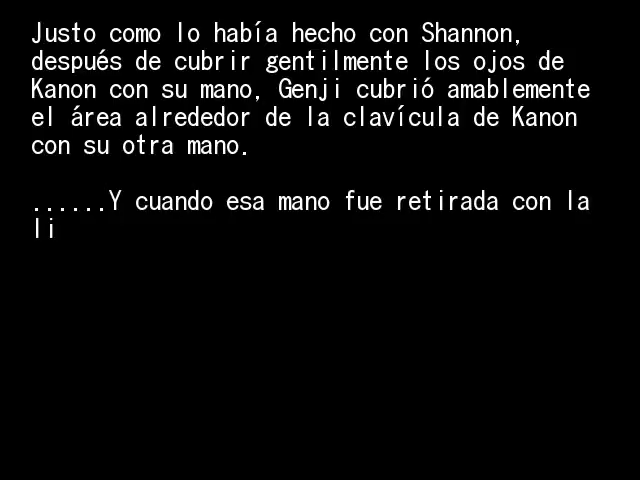 Justo como lo había hecho con Shannon,
después de cubrir gentilmente los ojos de
Kanon con su mano, Genji cubrió amablemente
el área alrededor de la clavícula de Kanon
con su otra mano.
......Y cuando esa mano fue retirada con la
li